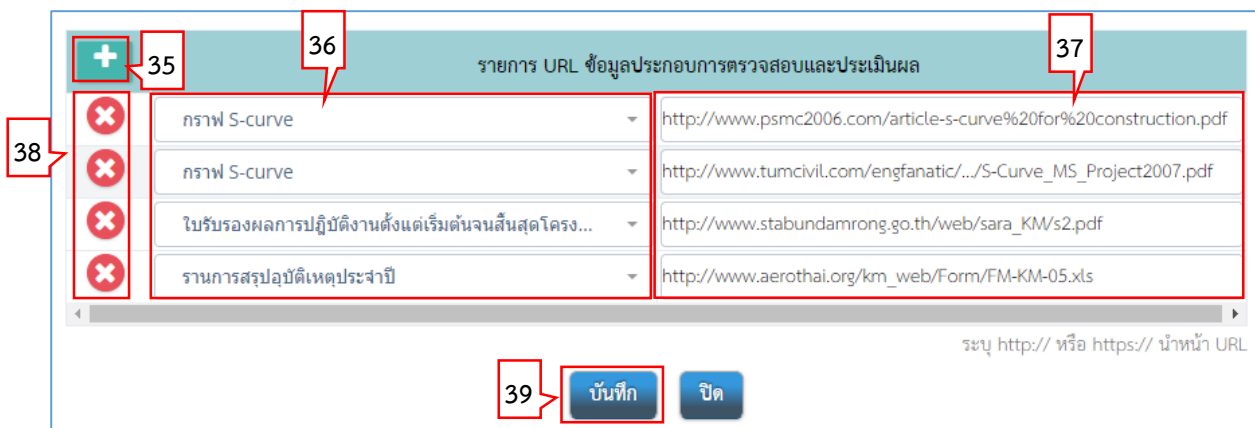 35
36
รายการ URL ข้อมูลประกอบการตรวจสอบและประเมินผล
37
38
กราฟ S-curve
http://www.psmc2006.com/article-s-curve%20for%20construction.pdf
กราฟ S-curve
http://www.tumcivil.com/engfanatic/.../S-Curve_MS_Project2007.pdf
ใบรับรองผลการปฎิบัติงานตั้งแต่เริ่มต้นจนสิ้นสุดโครง...
http://www.stabundamrong.go.th/web/sara_KM/s2.pdf
รานการสรุปอุบัติเหตุประจำปี
http://www.aerothai.org/km_web/Form/FM-KM-05.xls
ระบุ http:// หรือ https:// นำหน้า URL
39
บันทึก
ปิด